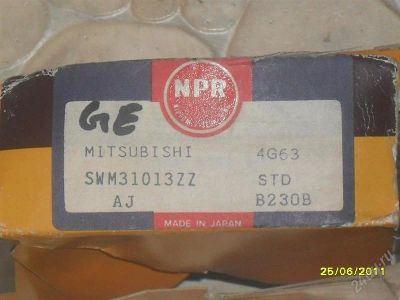 NPR
GE
MITSUBISHI 4G63
SWM31013ZZ STD
AJ B230B
MADE IN JAPAN
25/06/2011